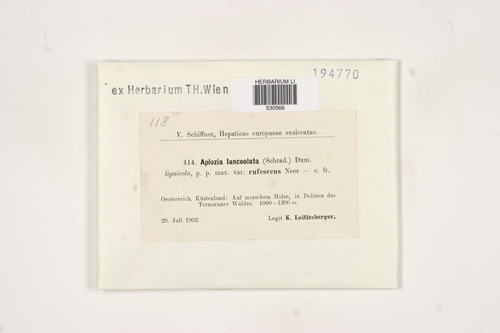 194770
ex Herbarium TH.Wien
HERBARIUM LI
530566
118
V. Schiffner, Hepaticae europaeae exsiccatae.
414. Aplozia lanceolata (Schrad.) Dum.
lignicola, p. p. max. var. rufescens Nees — c. fr.
Oesterreich. Küstenland: Auf morschem Holze, in Dolinen des
Ternovaner Waldes. 1000—1200 m.
29. Juli 1902. Legit K. Loitlesberger.